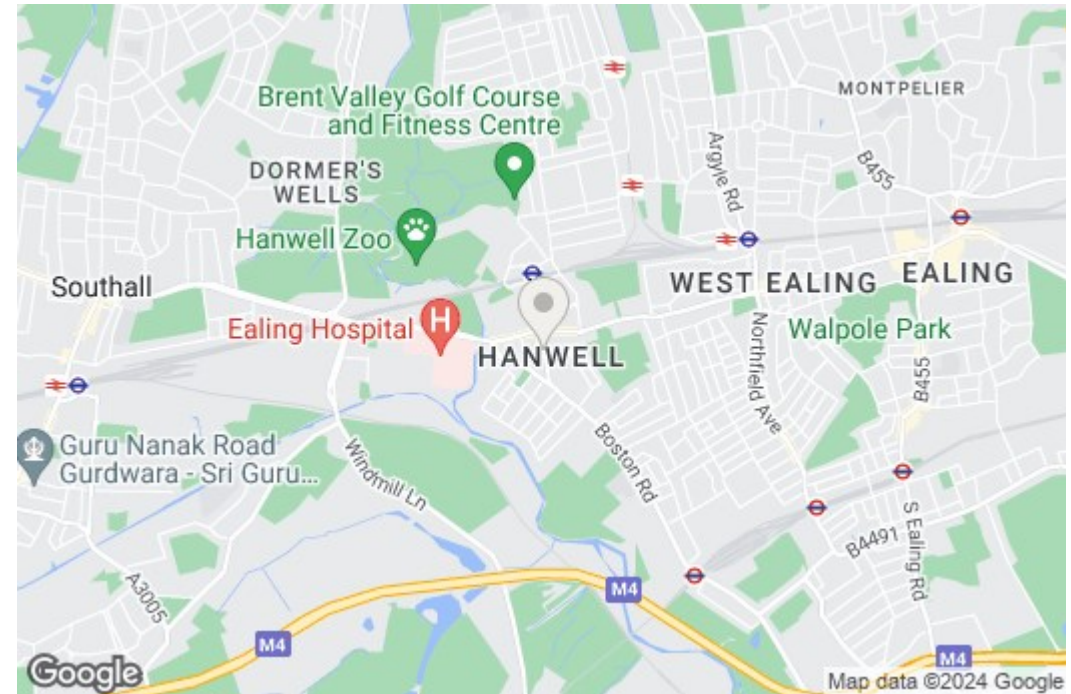 MONTPELIER
Brent Valley Golf Course
and Fitness Centre
Argyle Rd
B455
DORMER'S
WELLS
Hanwell Zoo
Southall
WEST EALING
EALING
Ealing Hospital
H
HANWELL
Walpole Park
Northfield Ave
B455
Guru Nanak Road
Gurdwara - Sri Guru...
Boston Rd
Windmill Ln
S Ealing Rd
B4491
A3005
M4
M4
M4
Google
Map data ©2024 Google